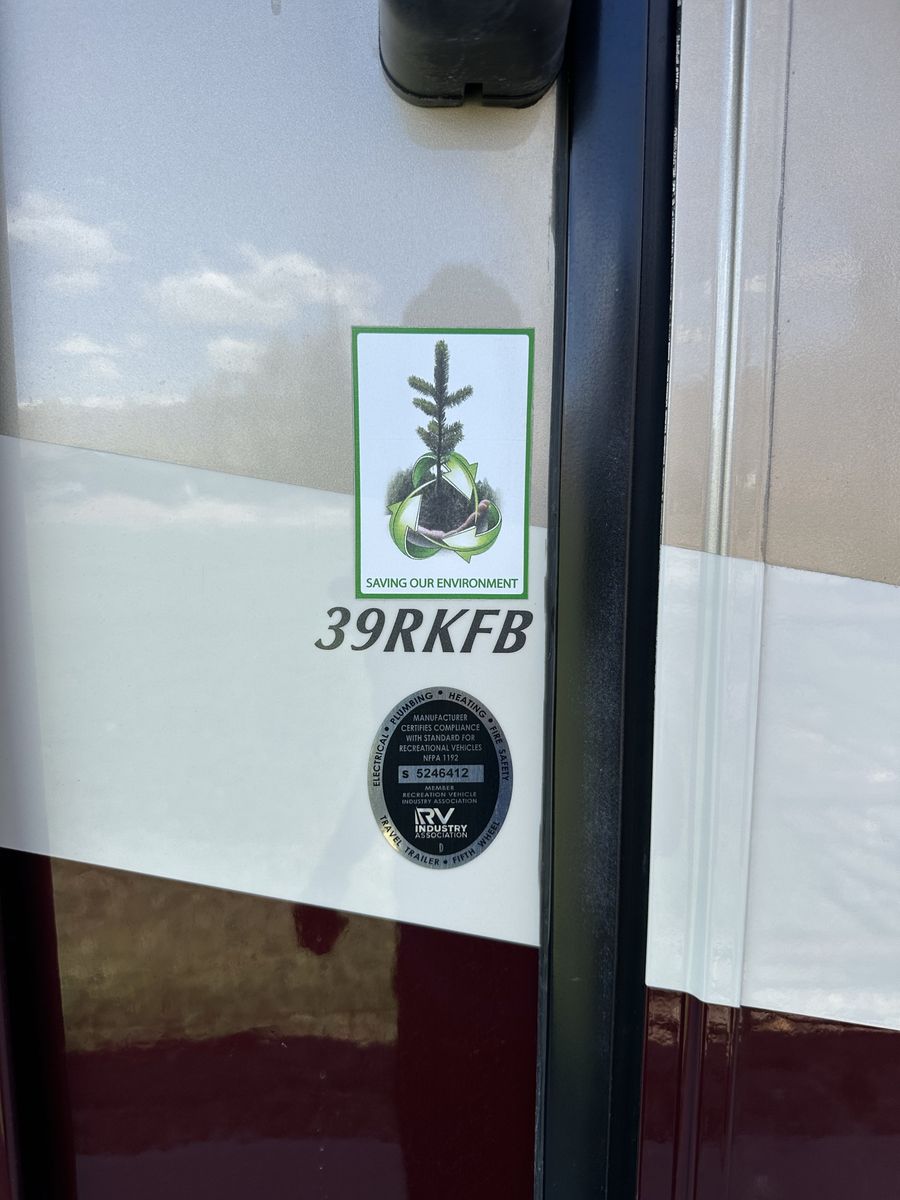 SAVING OUR ENVIRONMENT
39RKFB
ELECTRICAL • PLUMBING • HEATING • FIRE SAFETY
MANUFACTURER
CERTIFIES COMPLIANCE
WITH STANDARD FOR
RECREATIONAL VEHICLES
NFPA 1192
S 5246412
MEMBER
RECREATION VEHICLE
INDUSTRY ASSOCIATION
RV
INDUSTRY
ASSOCIATION
D
TRAVEL TRAILER • FIFTH WHEEL